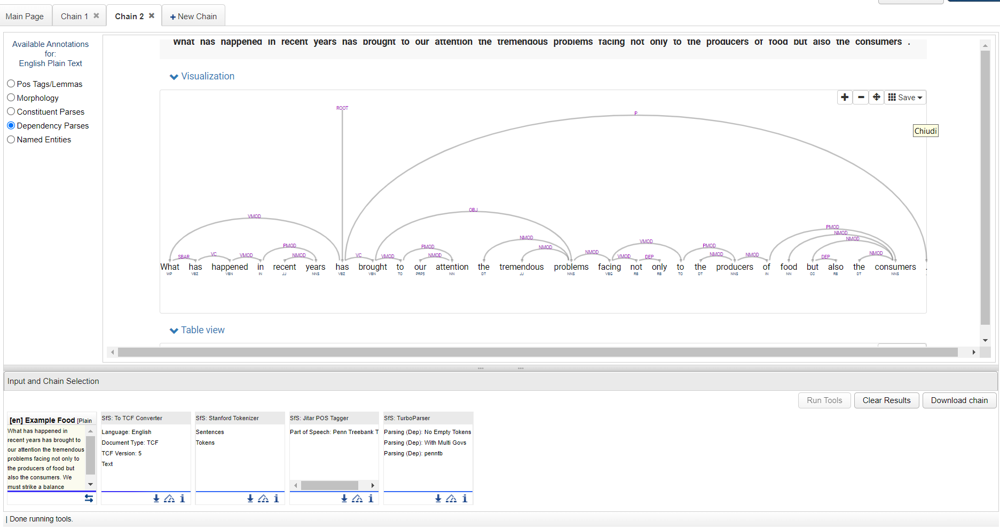 Main Page
Chain 1 ✖
Chain 2 ✖
+ New Chain
Available Annotations
for:
English Plain Text
Pos Tags/Lemmas
Morphology
Constituent Parses
Dependency Parses
Named Entities
What has happened in recent years has brought to our attention the tremendous problems facing not only to the producers of food but also the consumers .
Visualization
Save
ROOT
P
Chiudi
OBJ
VMOD
PMOD
NMOD
NMOD
NMOD
VMOD
NMOD
PMOD
PMOD
VMOD
PMOD
NMOD
SBAR VC VMOD NMOD VC VMOD NMOD NMOD VMOD DEP NMOD NMOD DEP NMOD
What has happened in recent years has brought to our attention the tremendous problems facing not only to the producers of food but also the consumers .
WP VBZ VBN IN JJ NNS VBZ VBN TO PRP$ NN DT JJ NNS VBG RB RB TO DT NNS IN NN CC RB DT NNS
Table view
Input and Chain Selection
Run Tools
Clear Results
Download chain
[en] Example Food [Plain
What has happened in
recent years has brought to
our attention the tremendous
problems facing not only to
the producers of food but
also the consumers. We
must strike a balance
SfS: To TCF Converter
Language: English
Document Type: TCF
TCF Version: 5
Text
SfS: Stanford Tokenizer
Sentences
Tokens
SfS: Jitar POS Tagger
Part of Speech: Penn Treebank T
SfS: TurboParser
Parsing (Dep): No Empty Tokens
Parsing (Dep): With Multi Govs
Parsing (Dep): penntb
| Done running tools.